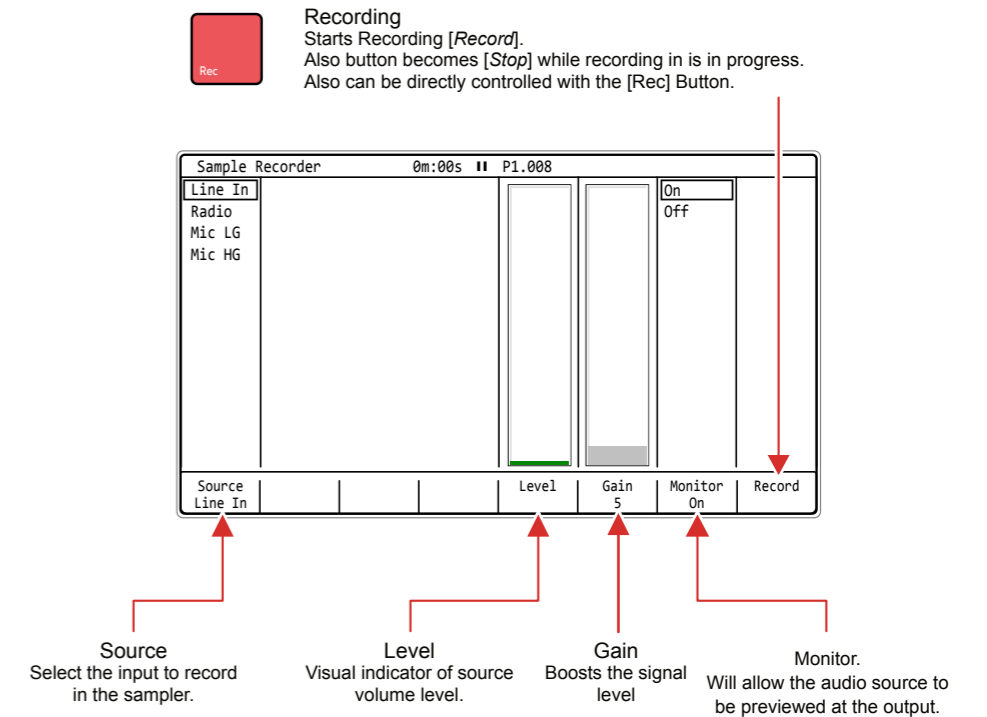 Recording
Starts Recording [Record].
Also button becomes [Stop] while recording in is in progress.
Also can be directly controlled with the [Rec] Button.
Rec
Sample Recorder 0m:00s P1.008
Line In
Radio
Mic LG
Mic HG
On
Off
Source
Line In
Level
Gain
5
Monitor
On
Record
Source
Select the input to record
in the sampler.
Level
Visual indicator of source
volume level.
Gain
Boosts the signal
level
Monitor.
Will allow the audio source to
be previewed at the output.